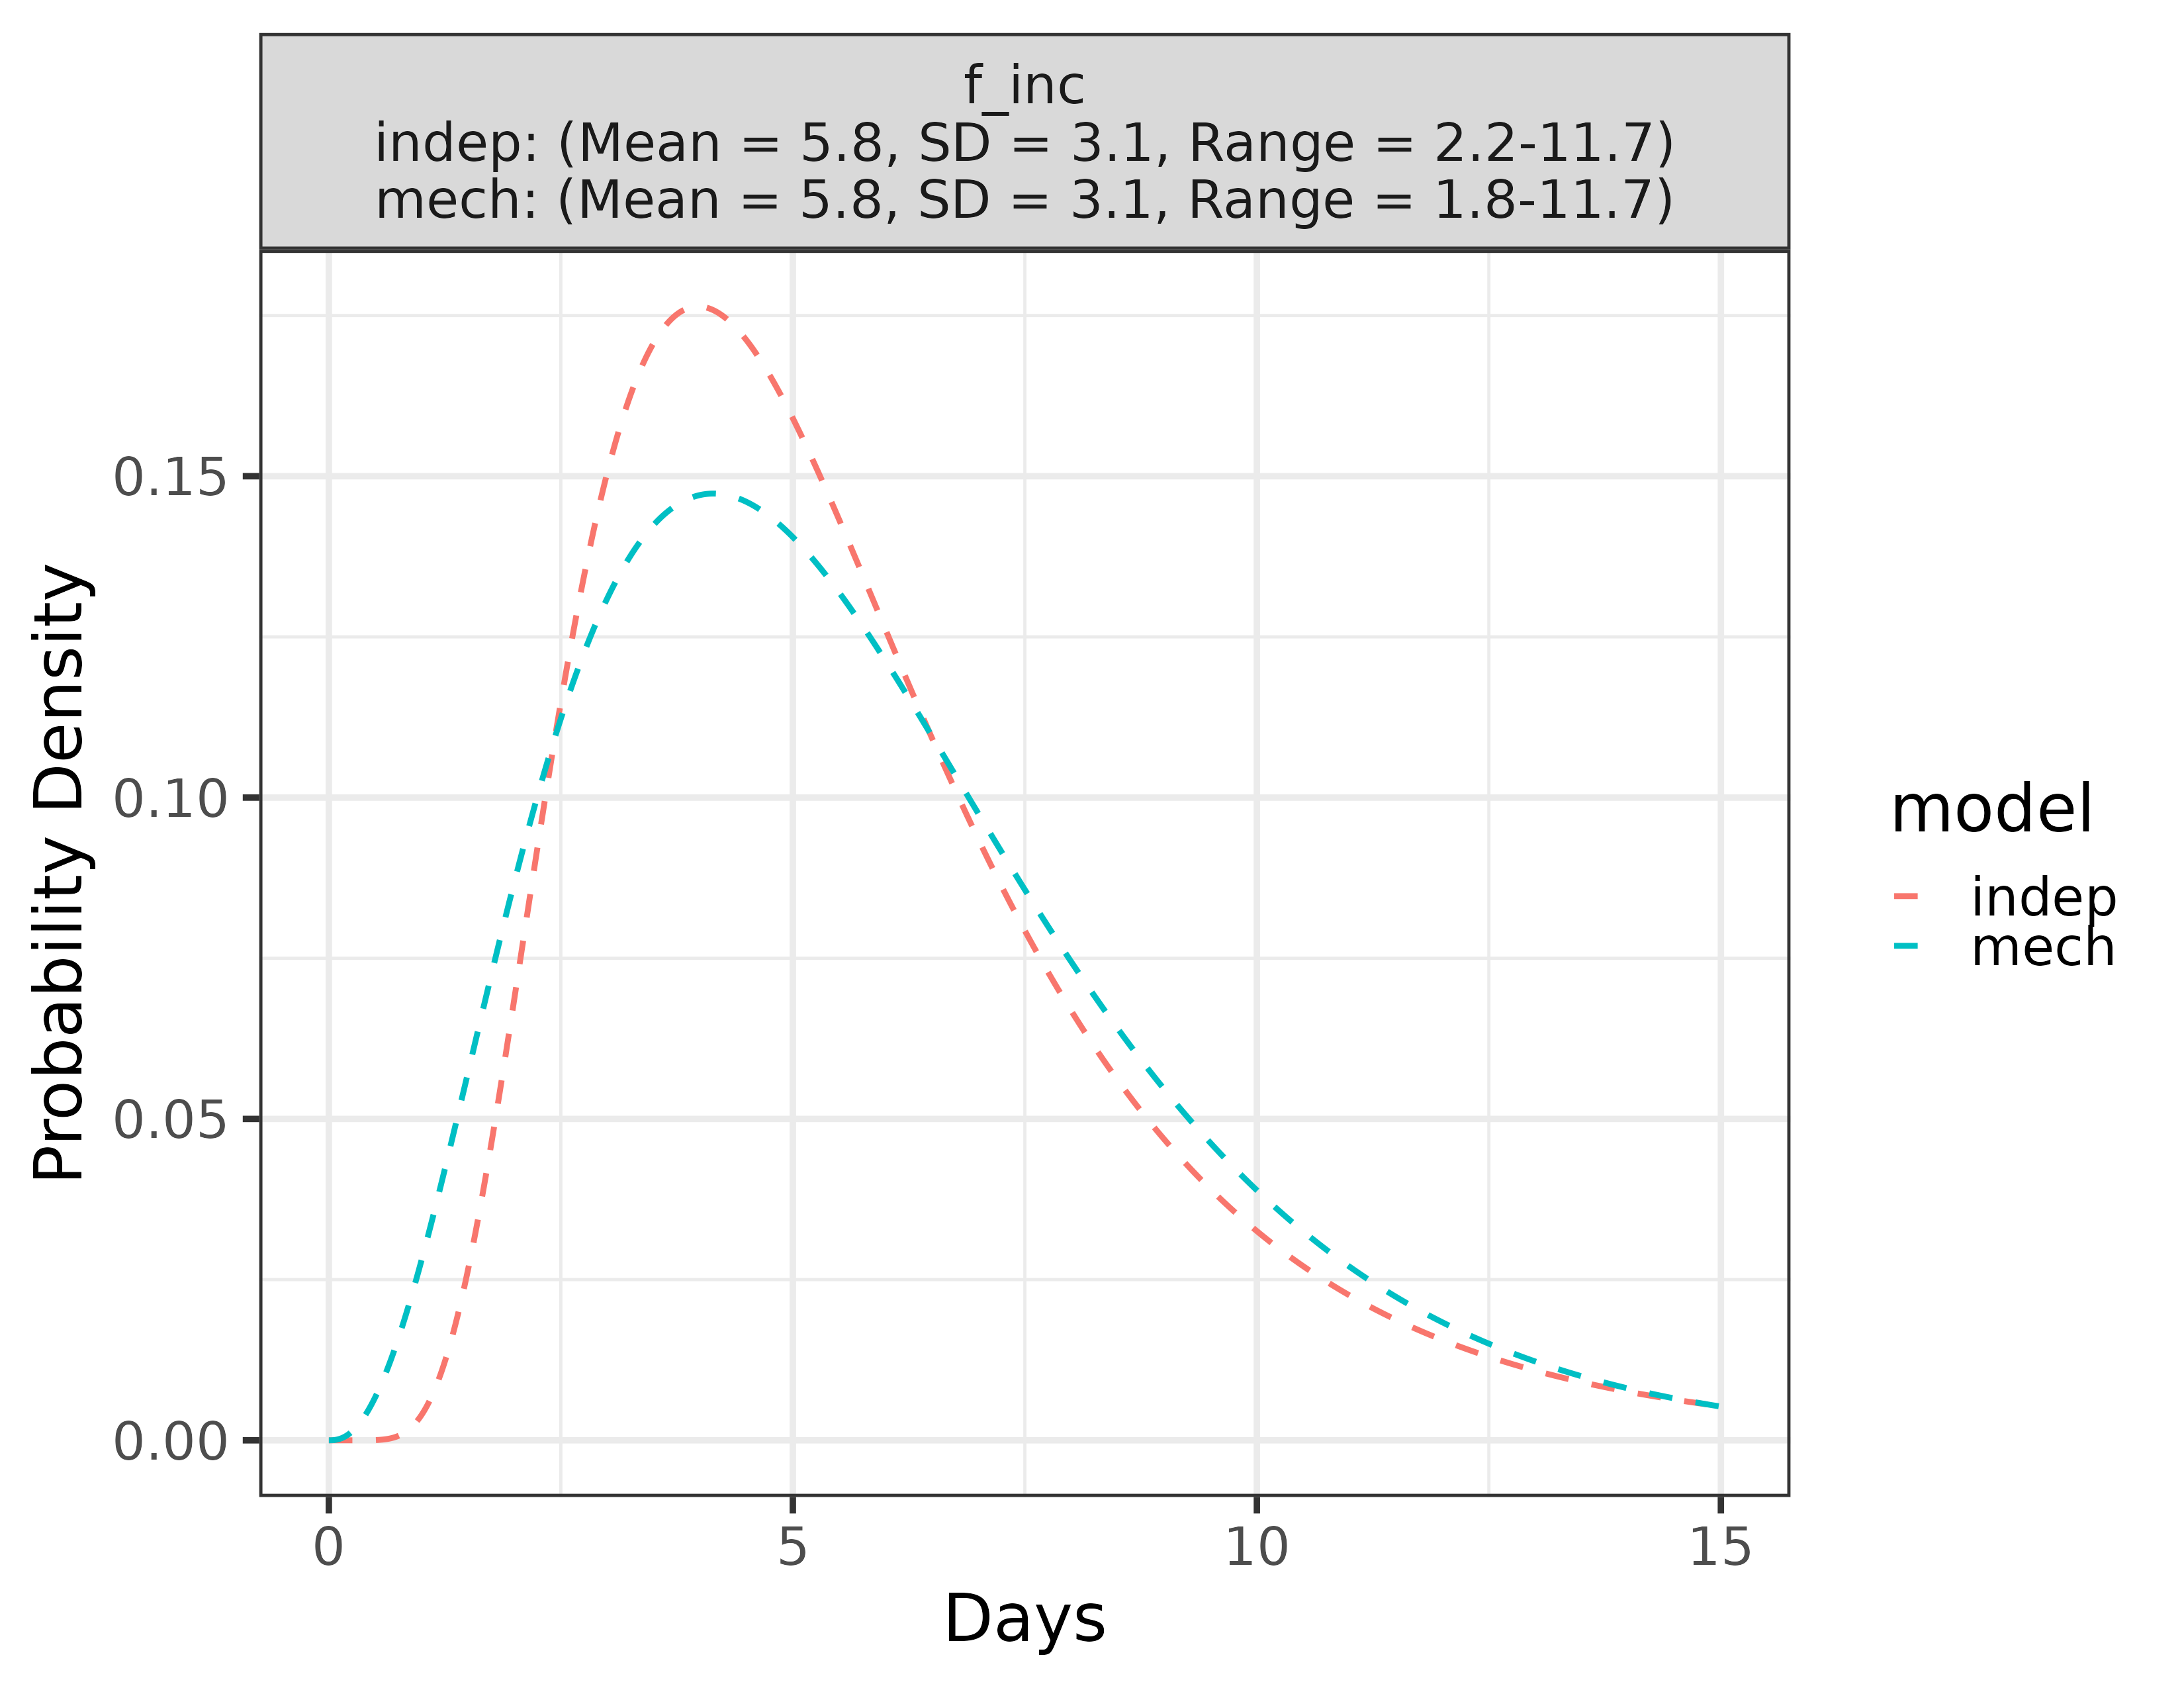 f_inc
indep: (Mean = 5.8, SD = 3.1, Range = 2.2-11.7)
mech: (Mean = 5.8, SD = 3.1, Range = 1.8-11.7)
Probability Density
0.15
0.10
0.05
0.00
0 5 10 15
Days
model
indep
mech